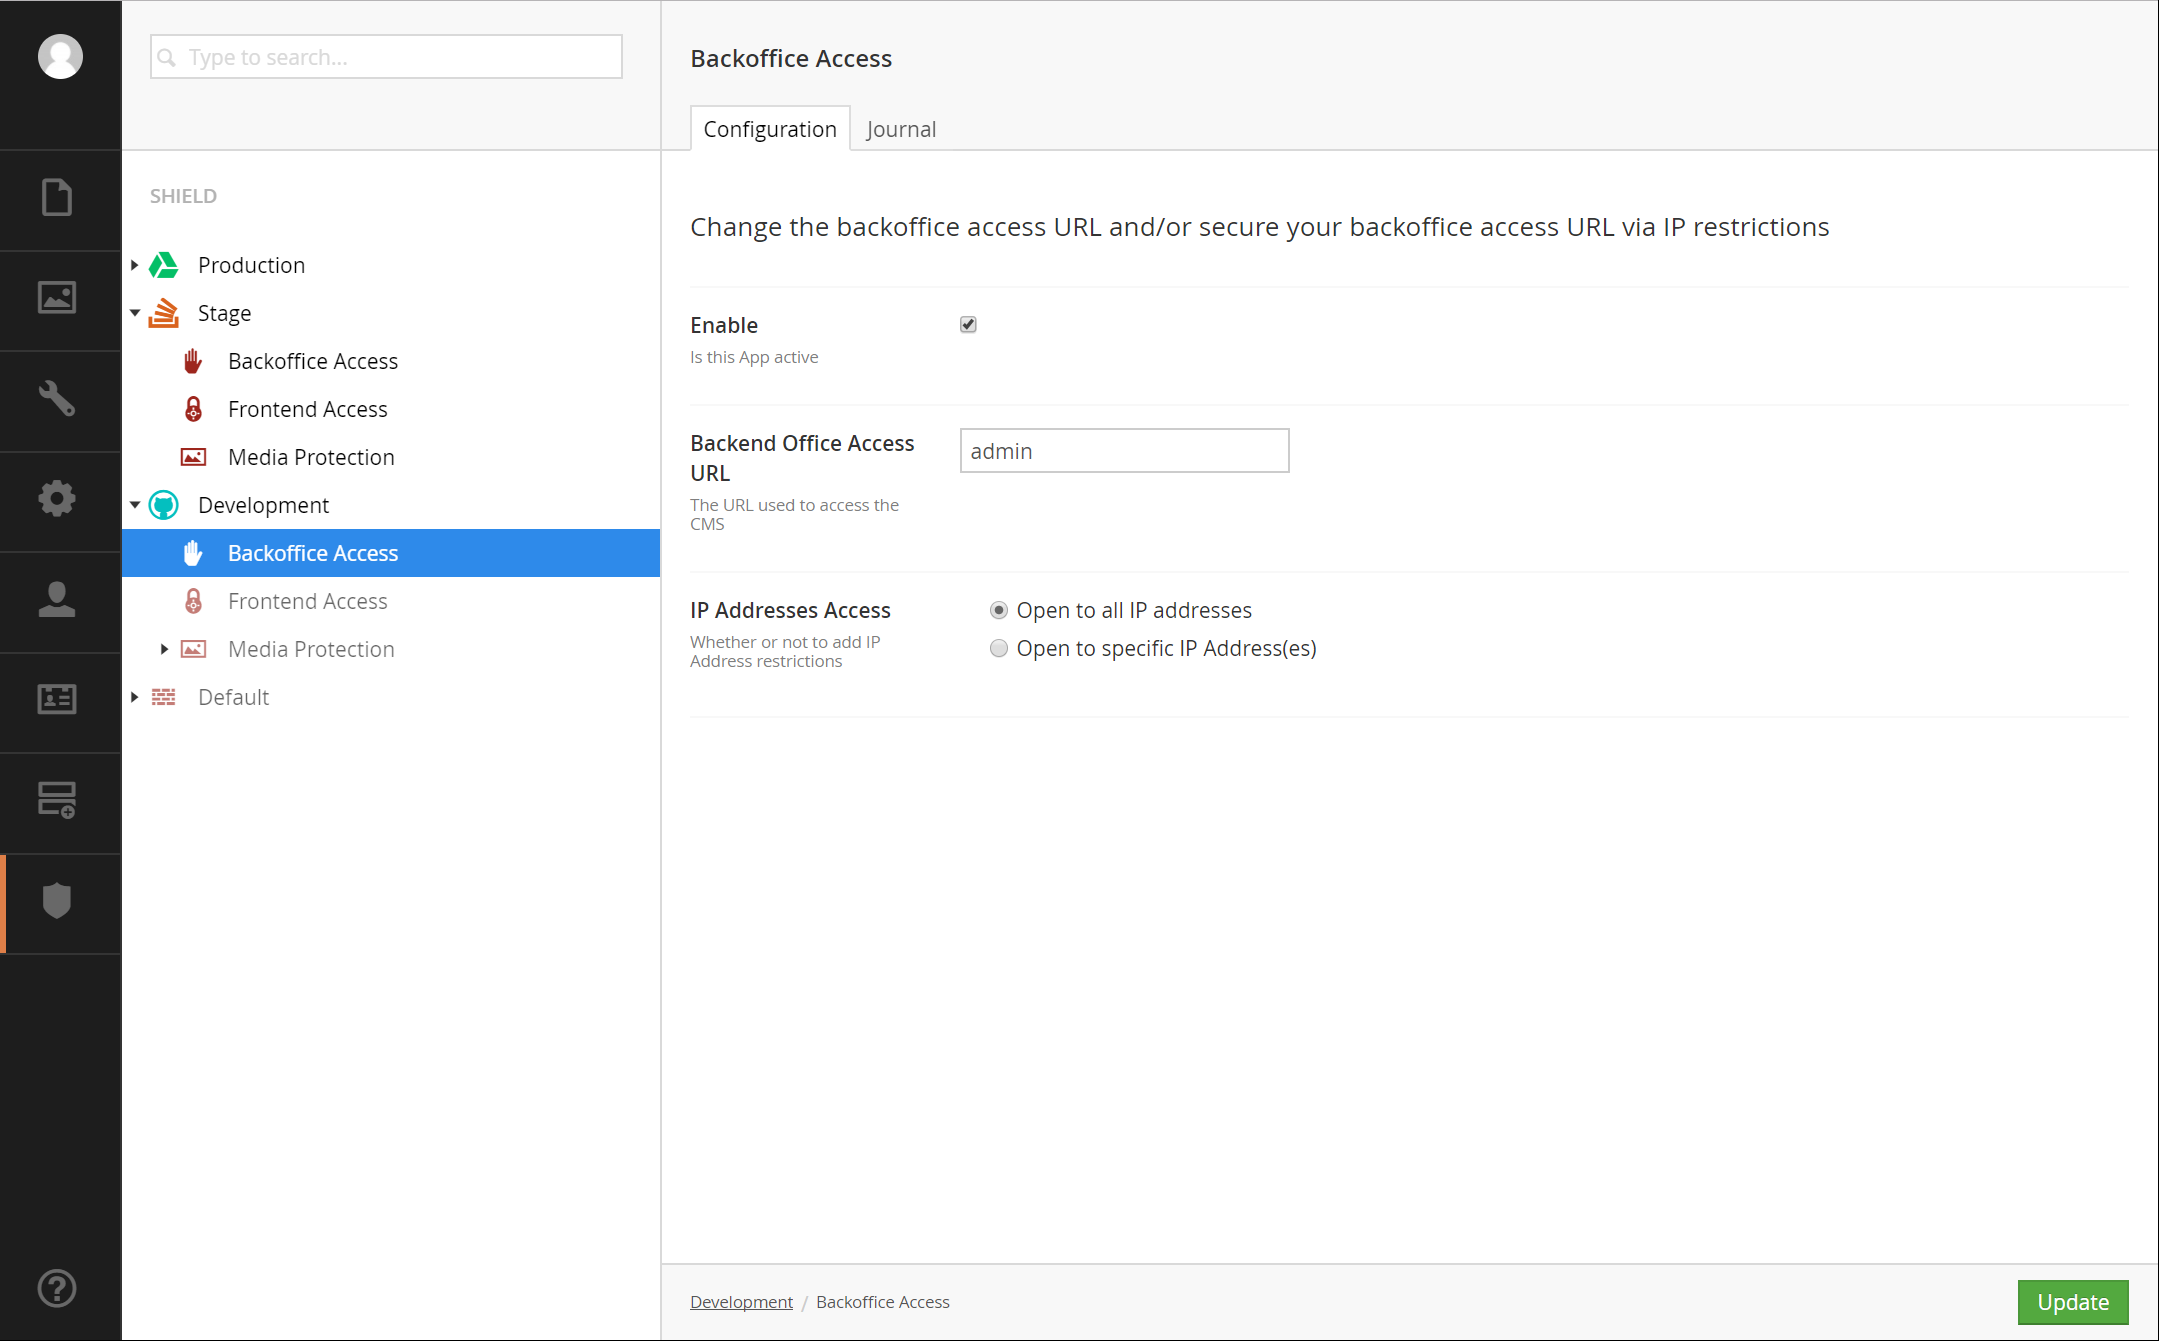 Type to search...
SHIELD
Production
Stage
Backoffice Access
Frontend Access
Media Protection
Development
Backoffice Access
Frontend Access
Media Protection
Default
Backoffice Access
Configuration
Journal
Change the backoffice access URL and/or secure your backoffice access URL via IP restrictions
Enable
Is this App active
Backend Office Access
URL
The URL used to access the
CMS
admin
IP Addresses Access
Whether or not to add IP
Address restrictions
Open to all IP addresses
Open to specific IP Address(es)
Development / Backoffice Access
Update